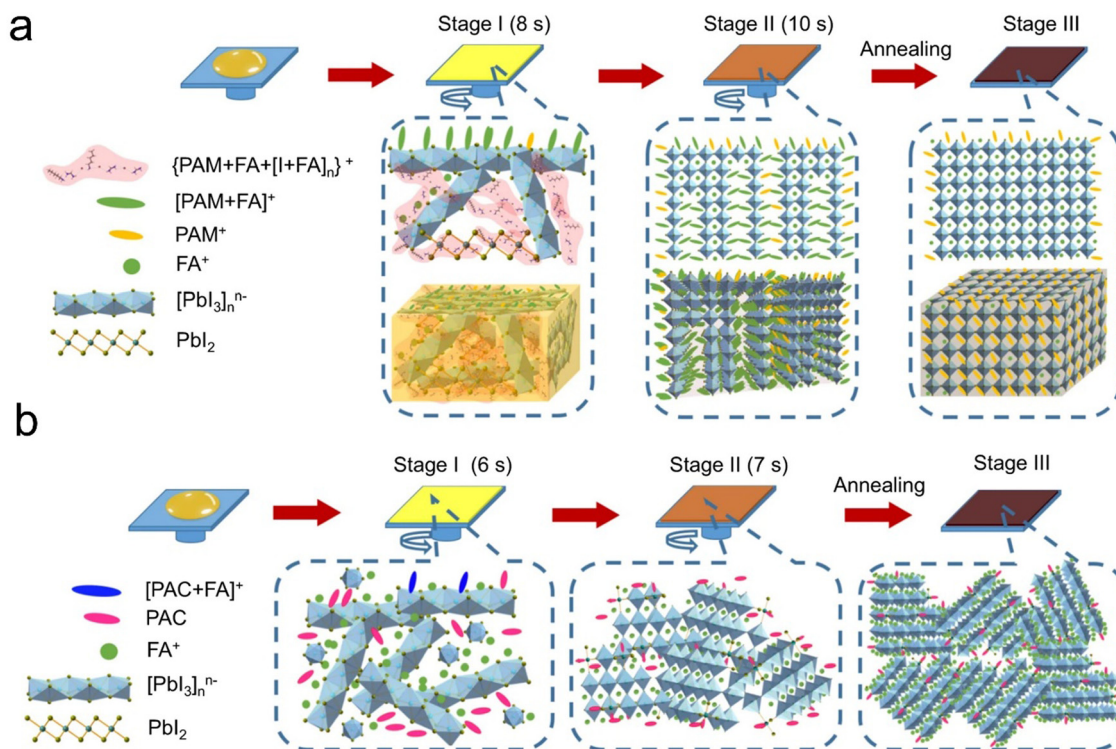 a
Stage I (8 s)
Stage II (10 s)
Annealing
Stage III
{PAM+FA+[I+FA]ₙ}⁺
[PAM+FA]⁺
PAM⁺
FA⁺
[PbI₃]ₙⁿ⁻
PbI₂
b
Stage I (6 s)
Stage II (7 s)
Annealing
Stage III
[PAC+FA]⁺
PAC
FA⁺
[PbI₃]ₙⁿ⁻
PbI₂